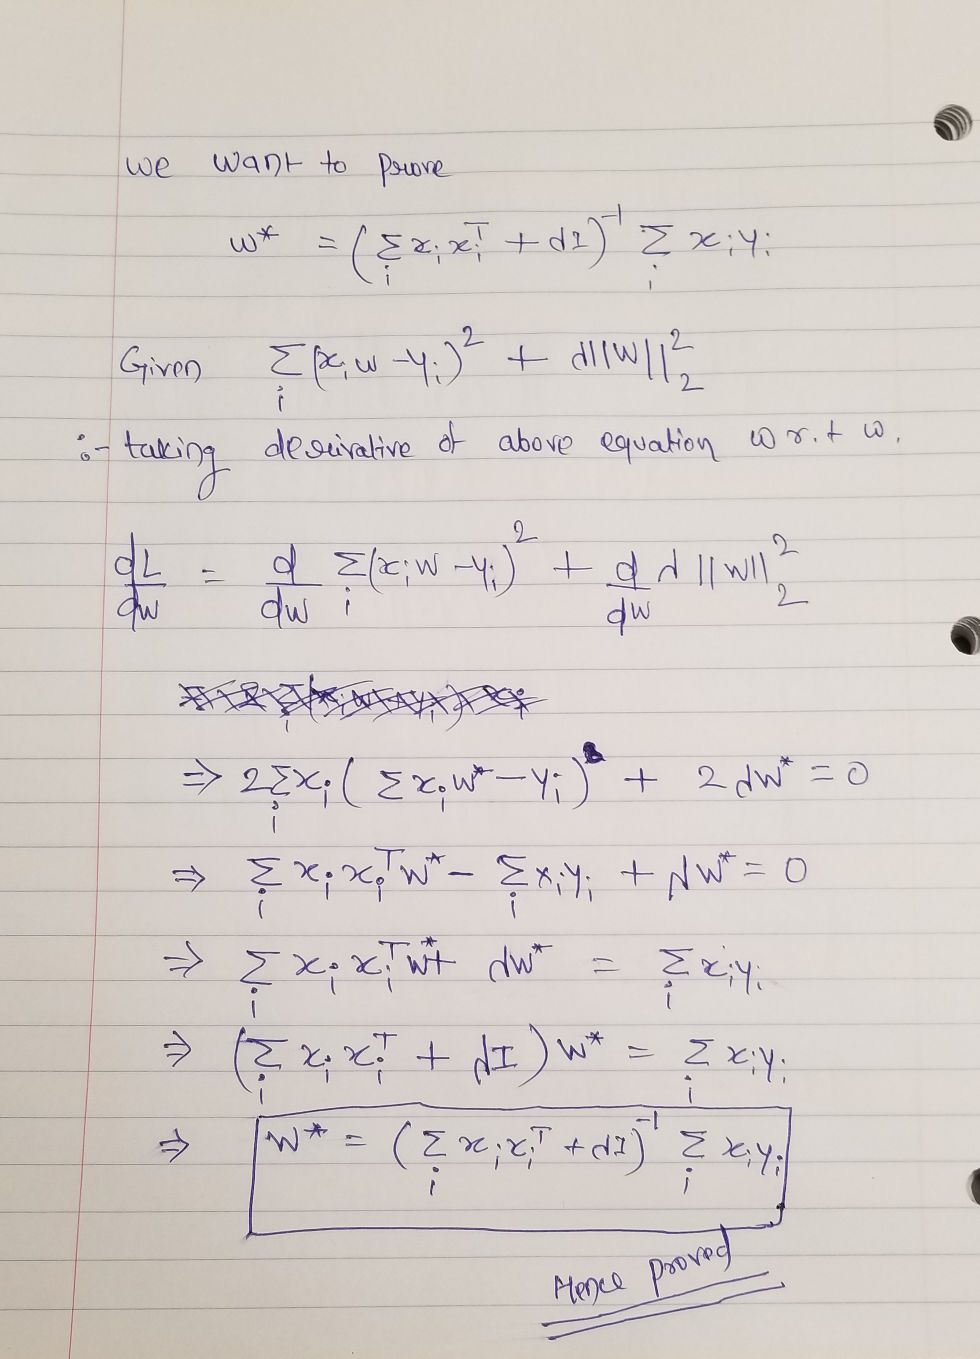 we want to prove
w* = (Σ_i x_i x_i^T + λI)^-1 Σ_i x_i y_i
Given Σ_i (x_i w - y_i)^2 + λ||w||_2^2
:- taking derivative of above equation w r.t w.
dL/dw = d/dw Σ_i (x_i w - y_i)^2 + d/dw λ||w||_2^2
⇒ 2Σ_i x_i (Σ x_i w* - y_i) + 2λw* = 0
⇒ Σ_i x_i x_i^T w* - Σ_i x_i y_i + λw* = 0
⇒ Σ_i x_i x_i^T w* + λw* = Σ_i x_i y_i
⇒ (Σ_i x_i x_i^T + λI) w* = Σ_i x_i y_i
⇒ w* = (Σ_i x_i x_i^T + λI)^-1 Σ_i x_i y_i
Hence proved